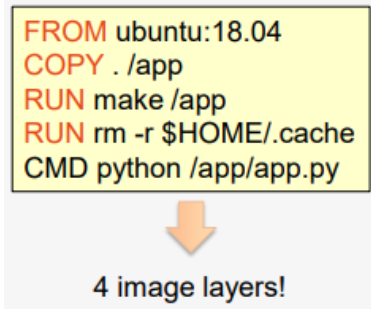 FROM ubuntu:18.04
COPY . /app
RUN make /app
RUN rm -r $HOME/.cache
CMD python /app/app.py
4 image layers!